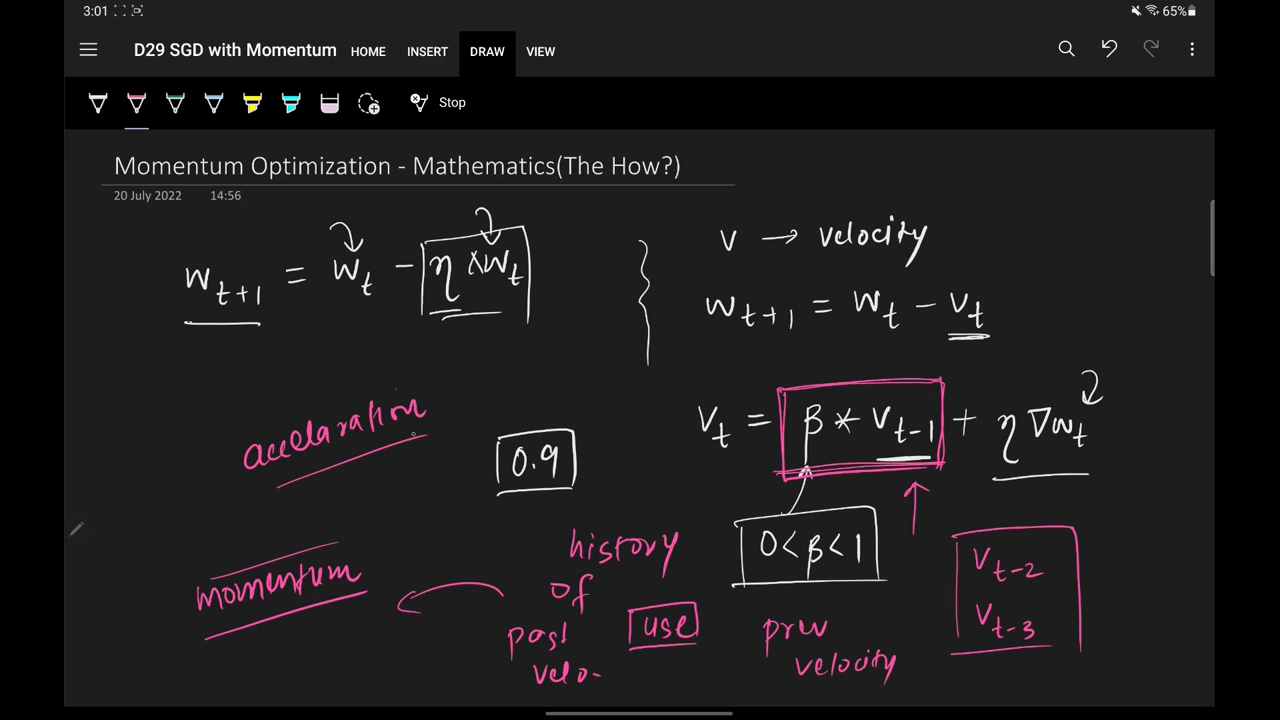 3:01 65%
D29 SGD with Momentum HOME INSERT DRAW VIEW
Stop
Momentum Optimization - Mathematics(The How?)
20 July 2022 14:56
w_{t+1} = w_t - η ∇w_t
v → velocity
w_{t+1} = w_t - v_t
v_t = β * v_{t-1} + η ∇w_t
accelaration
0.9
0<β<1
history
of
past
velo-
use
prev
velocity
momentum
v_{t-2}
v_{t-3}